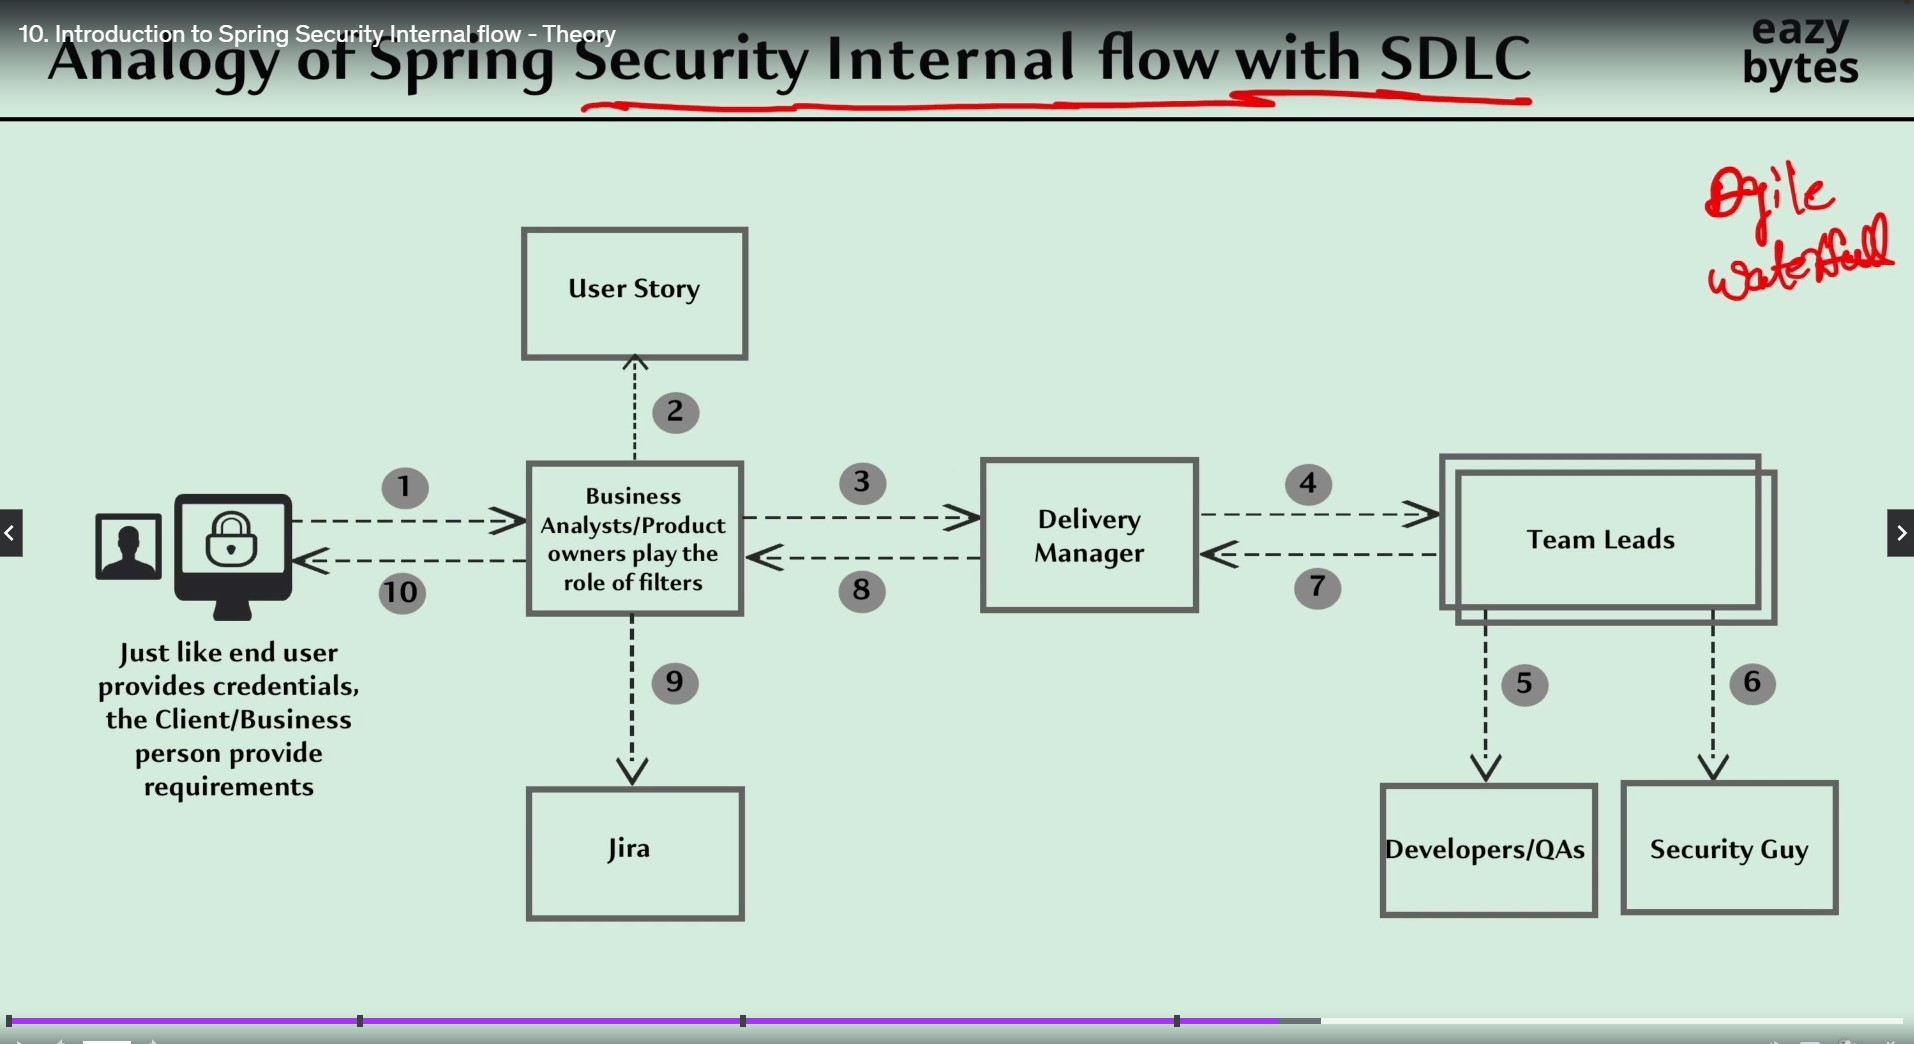 10. Introduction to Spring Security Internal flow - Theory
Analogy of Spring Security Internal flow with SDLC
eazy
bytes
Agile
waterfall
User Story
2
1
Business
Analysts/Product
owners play the
role of filters
3
Delivery
Manager
4
Team Leads
10
8
7
Just like end user
provides credentials,
the Client/Business
person provide
requirements
9
5
6
Jira
Developers/QAs
Security Guy